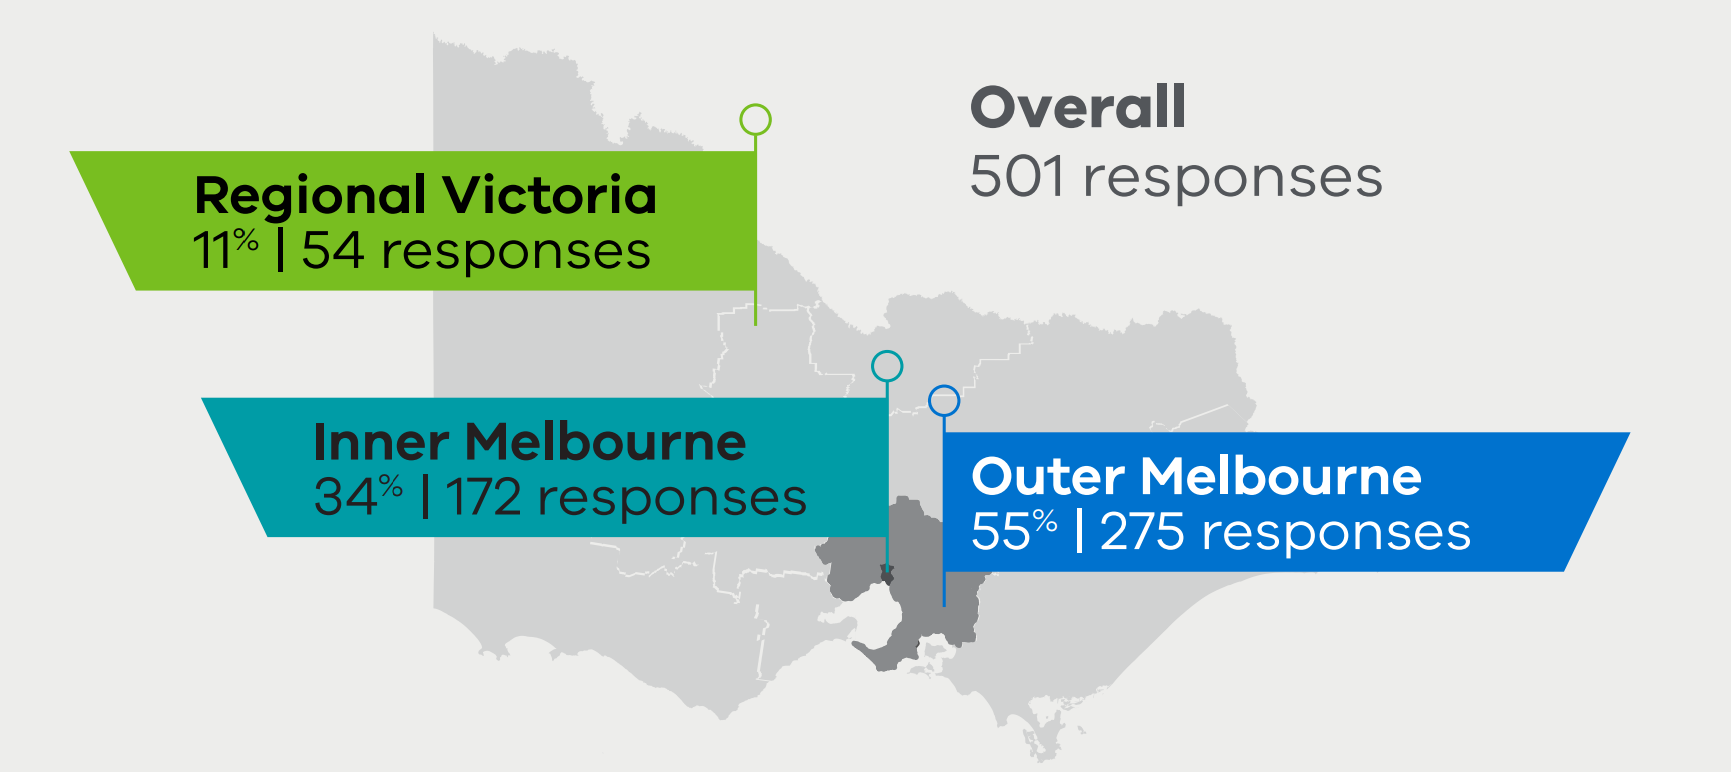 Overall
501 responses
Regional Victoria
11% | 54 responses
Inner Melbourne
34% | 172 responses
Outer Melbourne
55% | 275 responses